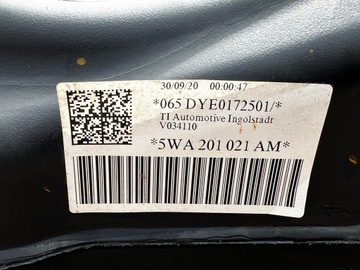 30/09/20 00:00:47
*065 DYE0172501/*
TI Automotive Ingolstadt
V034110
*5WA 201 021 AM*